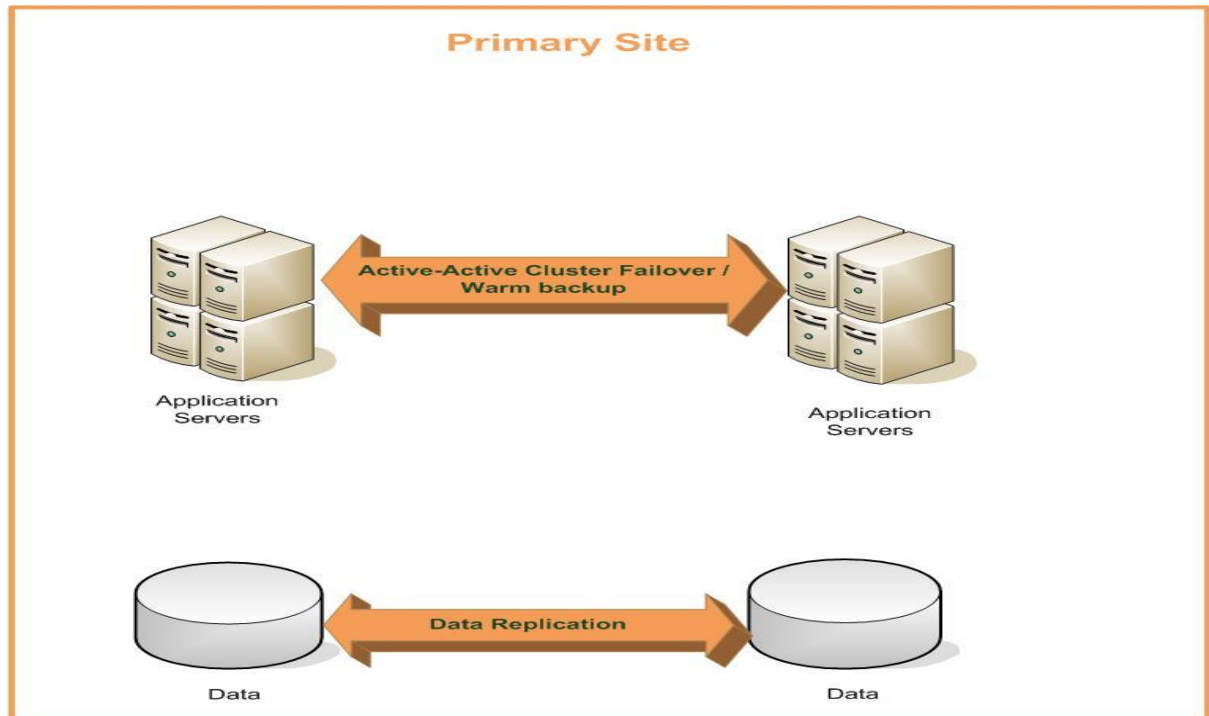 Primary Site
Active-Active Cluster Failover /
Warm backup
Application
Servers
Application
Servers
Data Replication
Data
Data